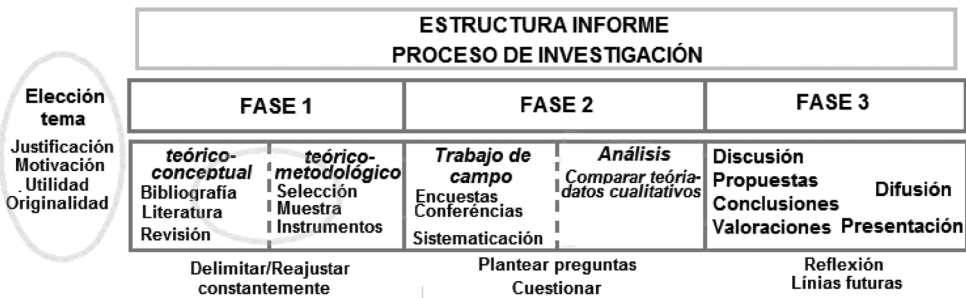 ESTRUCTURA INFORME
PROCESO DE INVESTIGACIÓN
Elección
tema
Justificación
Motivación
Utilidad
Originalidad
FASE 1
FASE 2
FASE 3
teórico-
conceptual
Bibliografía
Literatura
Revisión
teórico-
metodológico
Selección
Muestra
Instrumentos
Trabajo de
campo
Encuestas
Conferéncias
Sistematicación
Análisis
Comparar teória-
datos cualitativos
Discusión
Propuestas
Conclusiones
Valoraciones
Difusión
Presentación
Delimitar/Reajustar
constantemente
Plantear preguntas
Cuestionar
Reflexión
Línias futuras